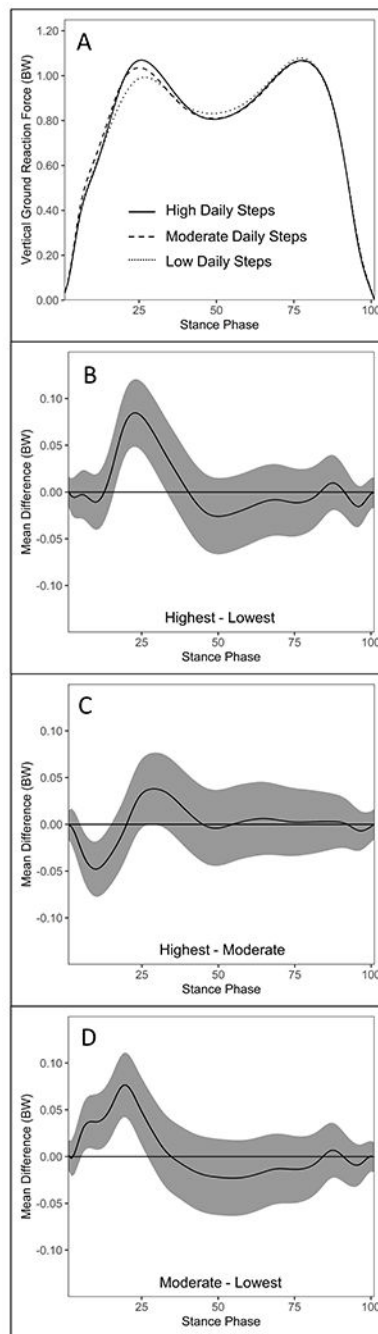 A
1.20
1.00
0.80
0.60
0.40
0.20
0.00
Vertical Ground Reaction Force (BW)
High Daily Steps
Moderate Daily Steps
Low Daily Steps
0 25 50 75 100
Stance Phase
B
0.10
0.05
0.00
-0.05
-0.10
Mean Difference (BW)
Highest - Lowest
25 50 75 100
Stance Phase
C
0.10
0.05
0.00
-0.05
-0.10
Mean Difference (BW)
Highest - Moderate
25 50 75 100
Stance Phase
D
0.10
0.05
0.00
-0.05
-0.10
Mean Difference (BW)
25 50 75 100
Stance Phase
Moderate - Lowest